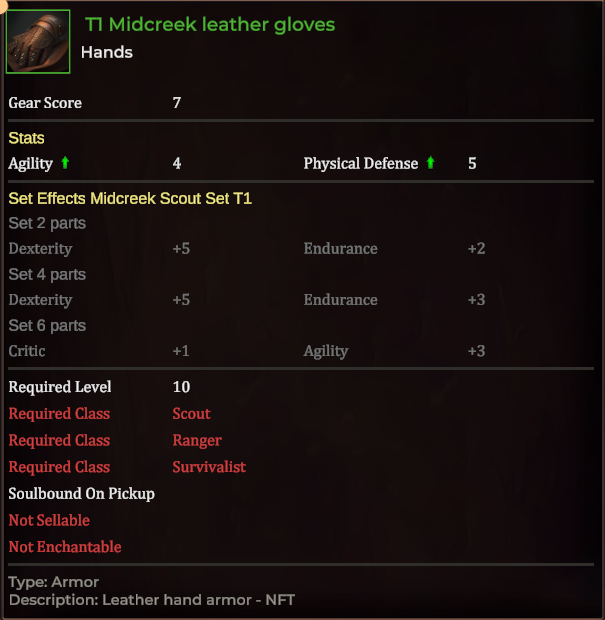 T1 Midcreek leather gloves
Hands
Gear Score 7
Stats
Agility 4 Physical Defense 5
Set Effects Midcreek Scout Set T1
Set 2 parts
Dexterity +5 Endurance +2
Set 4 parts
Dexterity +5 Endurance +3
Set 6 parts
Critic +1 Agility +3
Required Level 10
Required Class Scout
Required Class Ranger
Required Class Survivalist
Soulbound On Pickup
Not Sellable
Not Enchantable
Type: Armor
Description: Leather hand armor - NFT